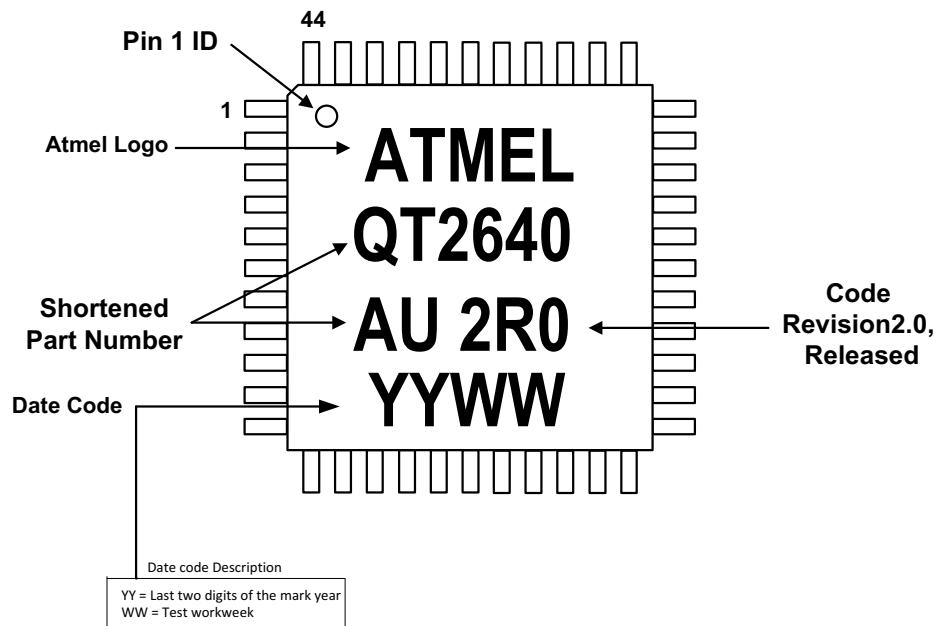 44
Pin 1 ID
1
Atmel Logo
ATMEL
QT2640
Shortened
Part Number
AU 2R0
Code
Revision2.0,
Released
Date Code
YYWW
Date code Description
YY = Last two digits of the mark year
WW = Test workweek